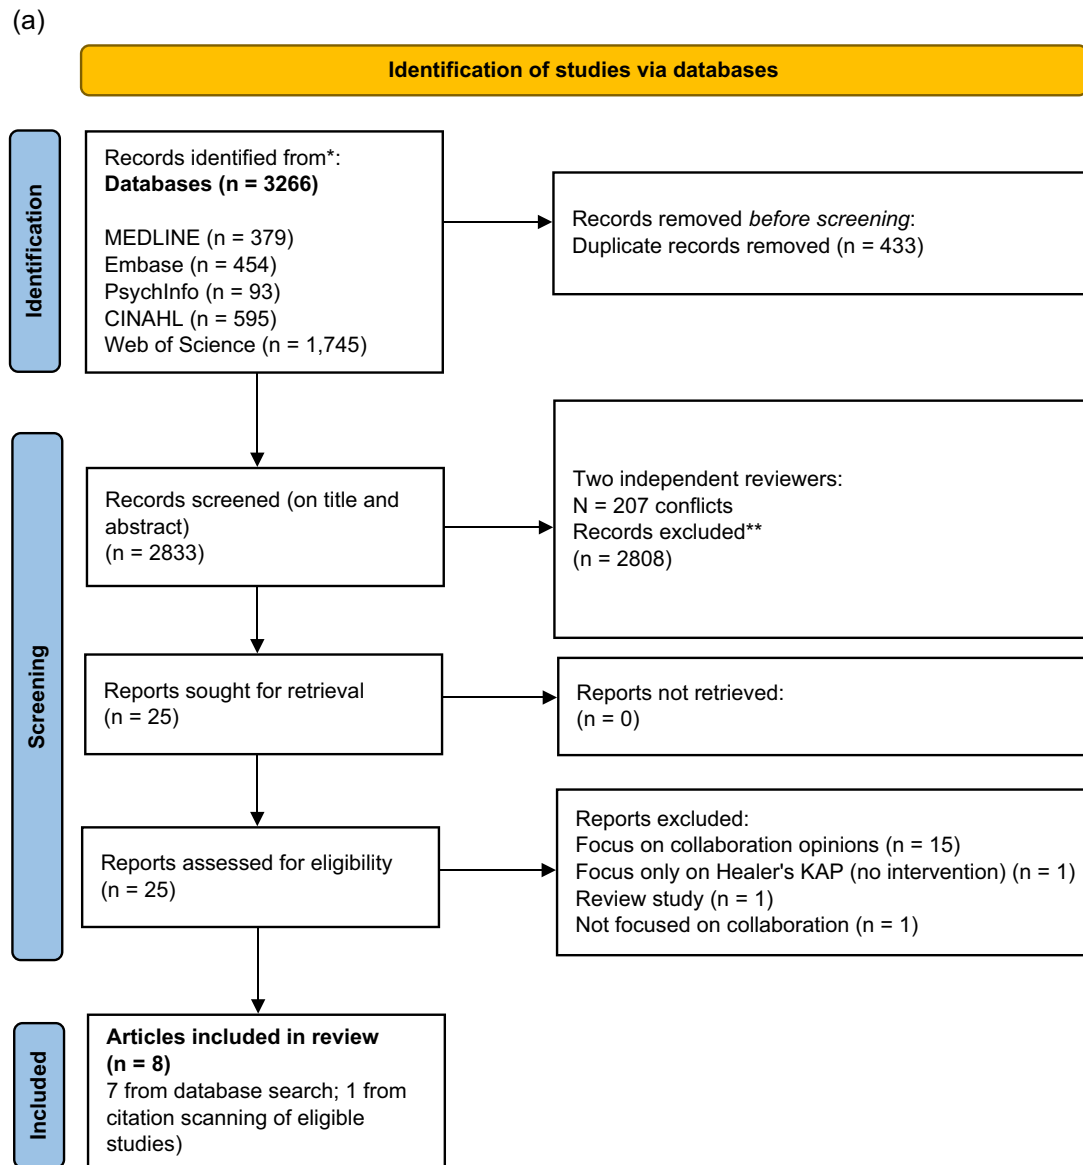 (a)
Identification of studies via databases
Identification
Records identified from*:
Databases (n = 3266)
MEDLINE (n = 379)
Embase (n = 454)
PsychInfo (n = 93)
CINAHL (n = 595)
Web of Science (n = 1,745)
Records removed before screening:
Duplicate records removed (n = 433)
Screening
Records screened (on title and
abstract)
(n = 2833)
Two independent reviewers:
N = 207 conflicts
Records excluded**
(n = 2808)
Reports sought for retrieval
(n = 25)
Reports not retrieved:
(n = 0)
Reports assessed for eligibility
(n = 25)
Reports excluded:
Focus on collaboration opinions (n = 15)
Focus only on Healer's KAP (no intervention) (n = 1)
Review study (n = 1)
Not focused on collaboration (n = 1)
Included
Articles included in review
(n = 8)
7 from database search; 1 from
citation scanning of eligible
studies)